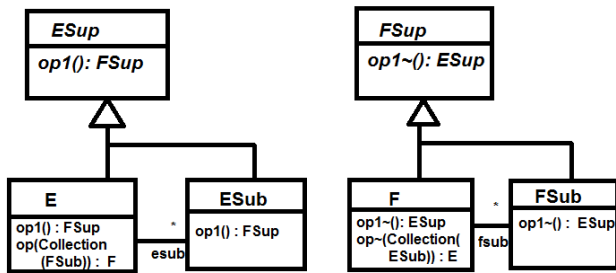 ESup
op1(): FSup
FSup
op1~(): ESup
E
op1() : FSup
op(Collection
(FSub)) : F
*
esub
ESub
op1() : FSup
F
op1~(): ESup
op~(Collection(
ESub)) : E
*
fsub
FSub
op1~() : ESup